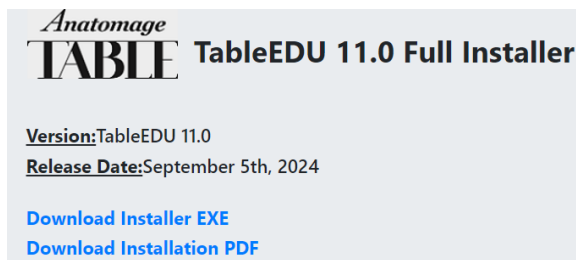 Anatomage
TABLE TableEDU 11.0 Full Installer
Version:TableEDU 11.0
Release Date:September 5th, 2024
Download Installer EXE
Download Installation PDF